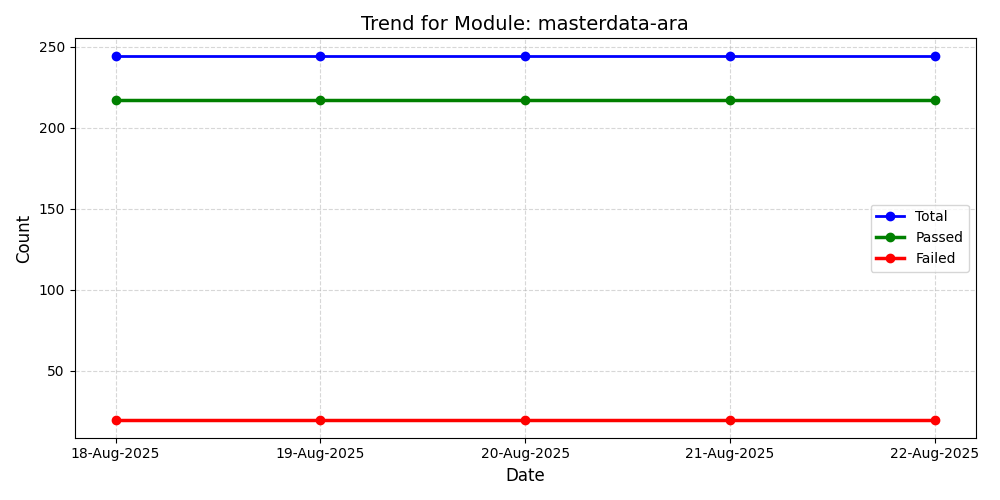 Trend for Module: masterdata-ara
250
200
150
100
50
Count
Total
Passed
Failed
18-Aug-2025
19-Aug-2025
20-Aug-2025
21-Aug-2025
22-Aug-2025
Date